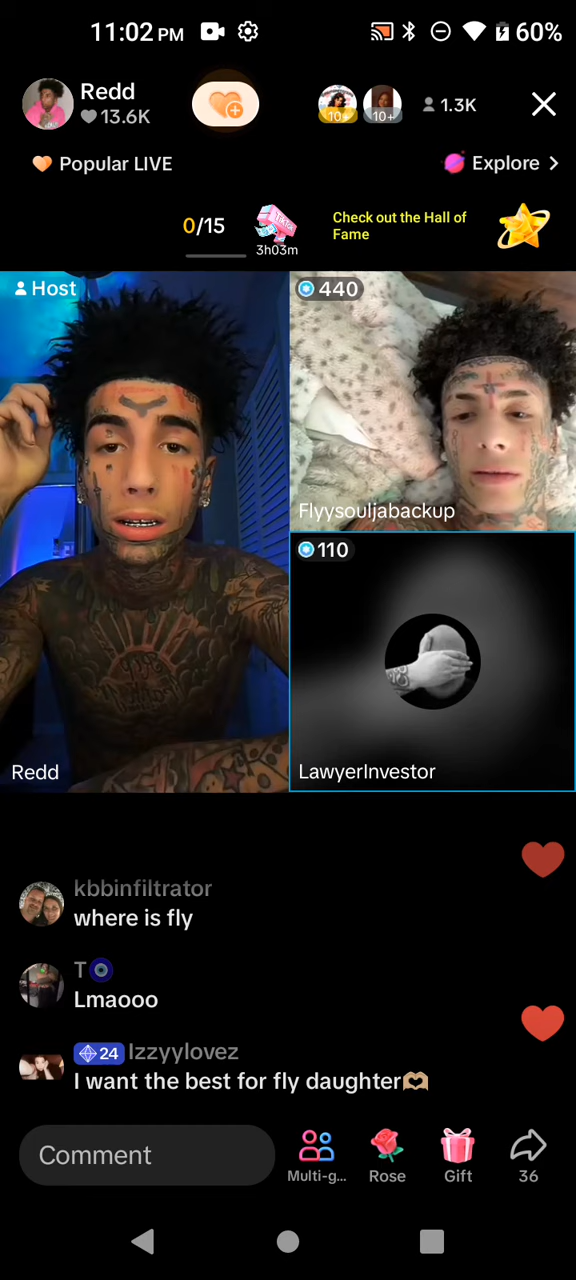 11:02 PM
60%
Redd
13.6K
10+
10+
1.3K
Popular LIVE
Explore >
0/15
TikTok
3h03m
Check out the Hall of
Fame
Host
440
Flyysouljabackup
110
Redd
LawyerInvestor
kbbinfiltrator
where is fly
T
Lmaooo
24 Izzyylovez
I want the best for fly daughter🫶🏽
Comment
Multi-g...
Rose
Gift
36